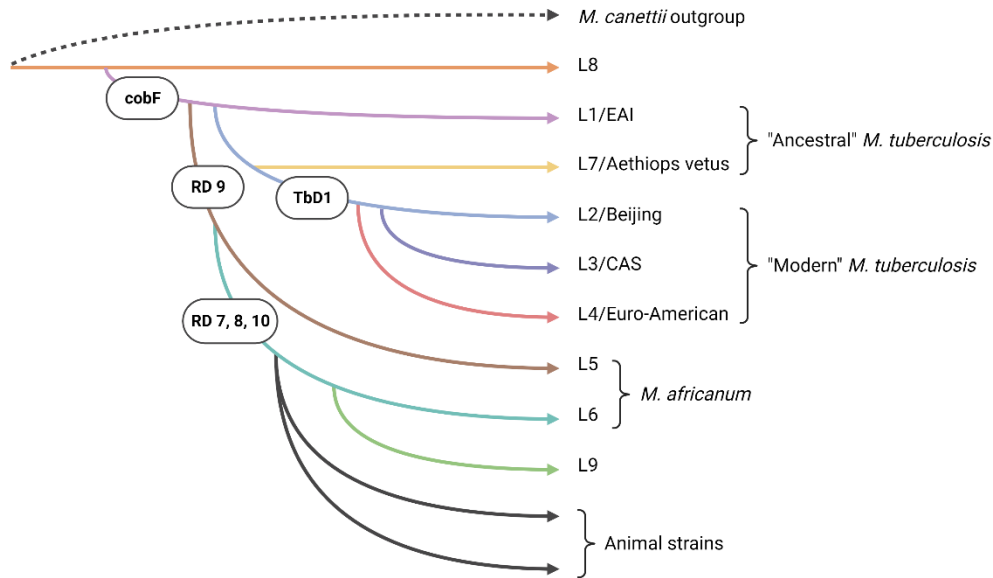 M. canettii outgroup
L8
cobF
L1/EAI
"Ancestral" M. tuberculosis
L7/Aethiops vetus
RD 9
TbD1
L2/Beijing
L3/CAS
"Modern" M. tuberculosis
L4/Euro-American
RD 7, 8, 10
L5
M. africanum
L6
L9
Animal strains